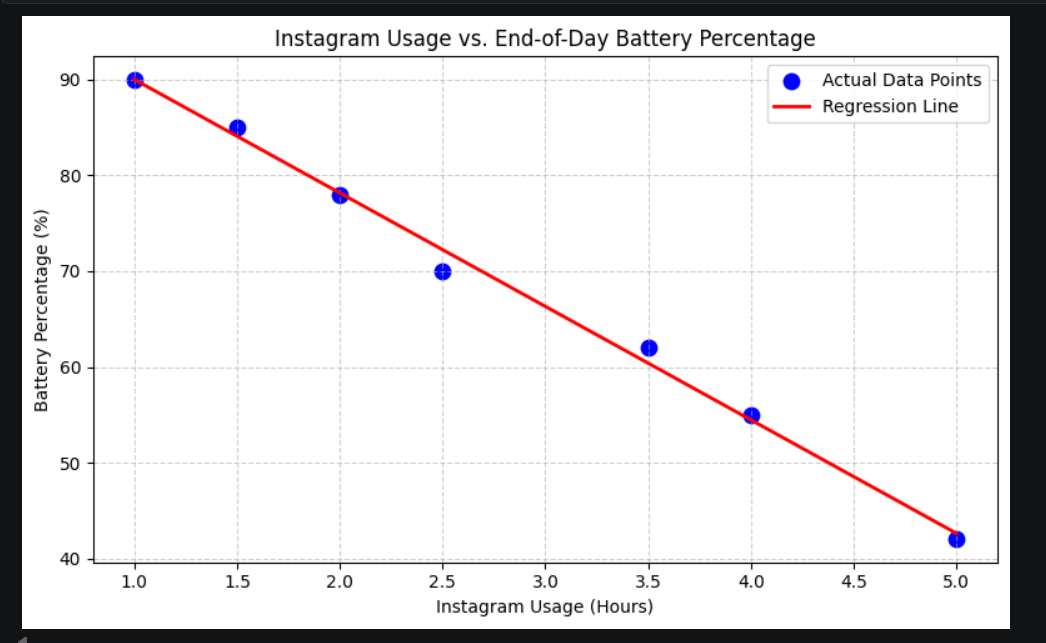 Instagram Usage vs. End-of-Day Battery Percentage
Actual Data Points
Regression Line
Battery Percentage (%)
90
80
70
60
50
40
1.0 1.5 2.0 2.5 3.0 3.5 4.0 4.5 5.0
Instagram Usage (Hours)